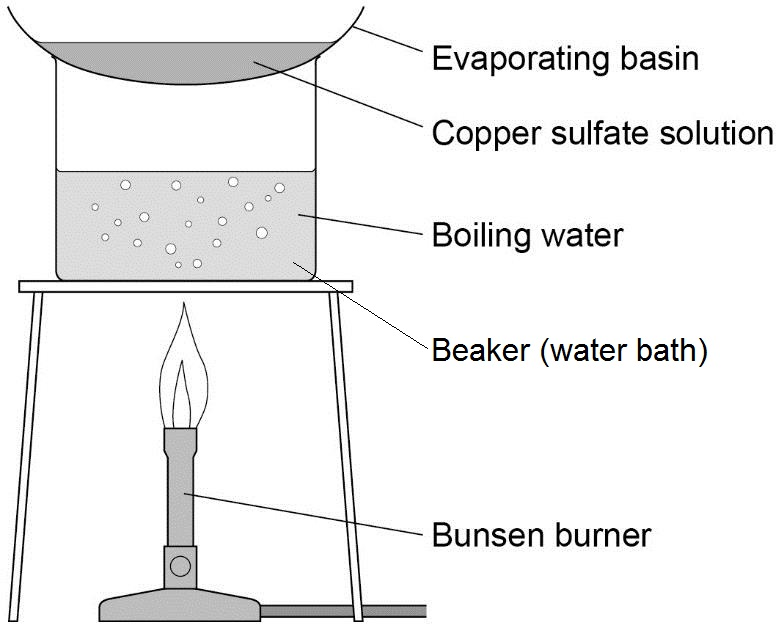 Evaporating basin
Copper sulfate solution
Boiling water
Beaker (water bath)
Bunsen burner